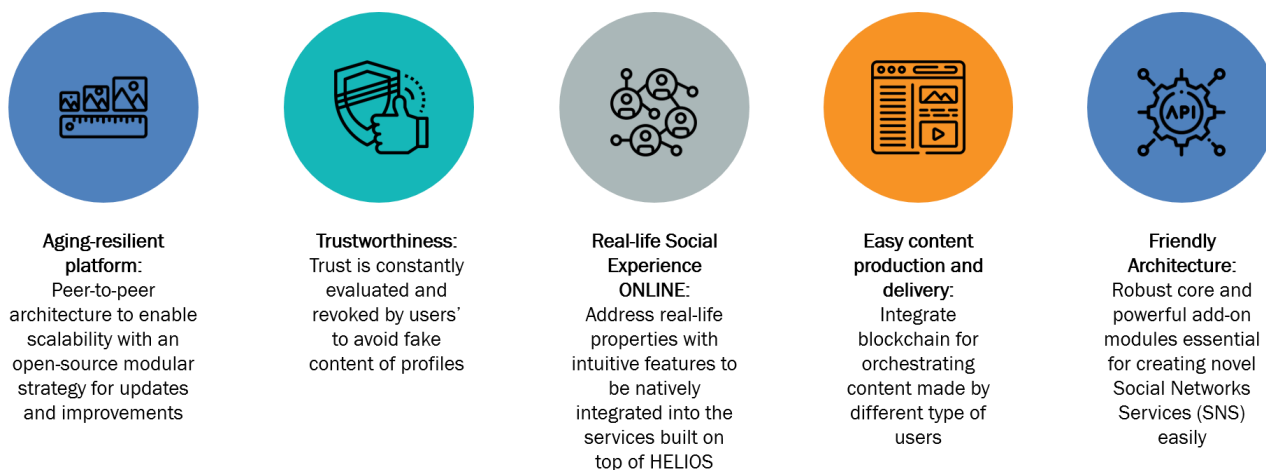 API
Aging-resilient
platform:
Peer-to-peer
architecture to enable
scalability with an
open-source modular
strategy for updates
and improvements
Trustworthiness:
Trust is constantly
evaluated and
revoked by users’
to avoid fake
content of profiles
Real-life Social
Experience
ONLINE:
Address real-life
properties with
intuitive features to
be natively
integrated into the
services built on
top of HELIOS
Easy content
production and
delivery:
Integrate
blockchain for
orchestrating
content made by
different type of
users
Friendly
Architecture:
Robust core and
powerful add-on
modules essential
for creating novel
Social Networks
Services (SNS)
easily